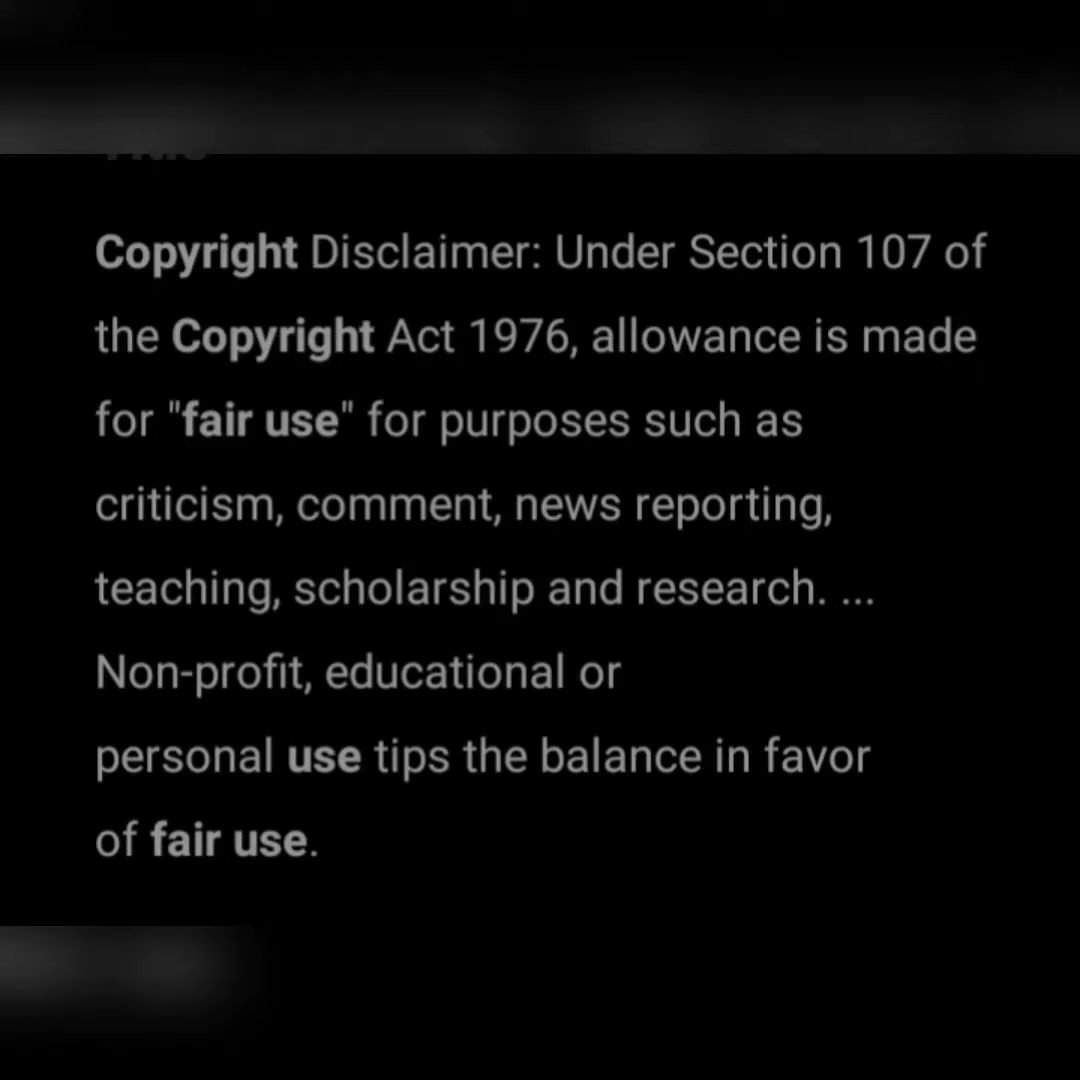 Copyright Disclaimer: Under Section 107 of
the Copyright Act 1976, allowance is made
for "fair use" for purposes such as
criticism, comment, news reporting,
teaching, scholarship and research. ...
Non-profit, educational or
personal use tips the balance in favor
of fair use.